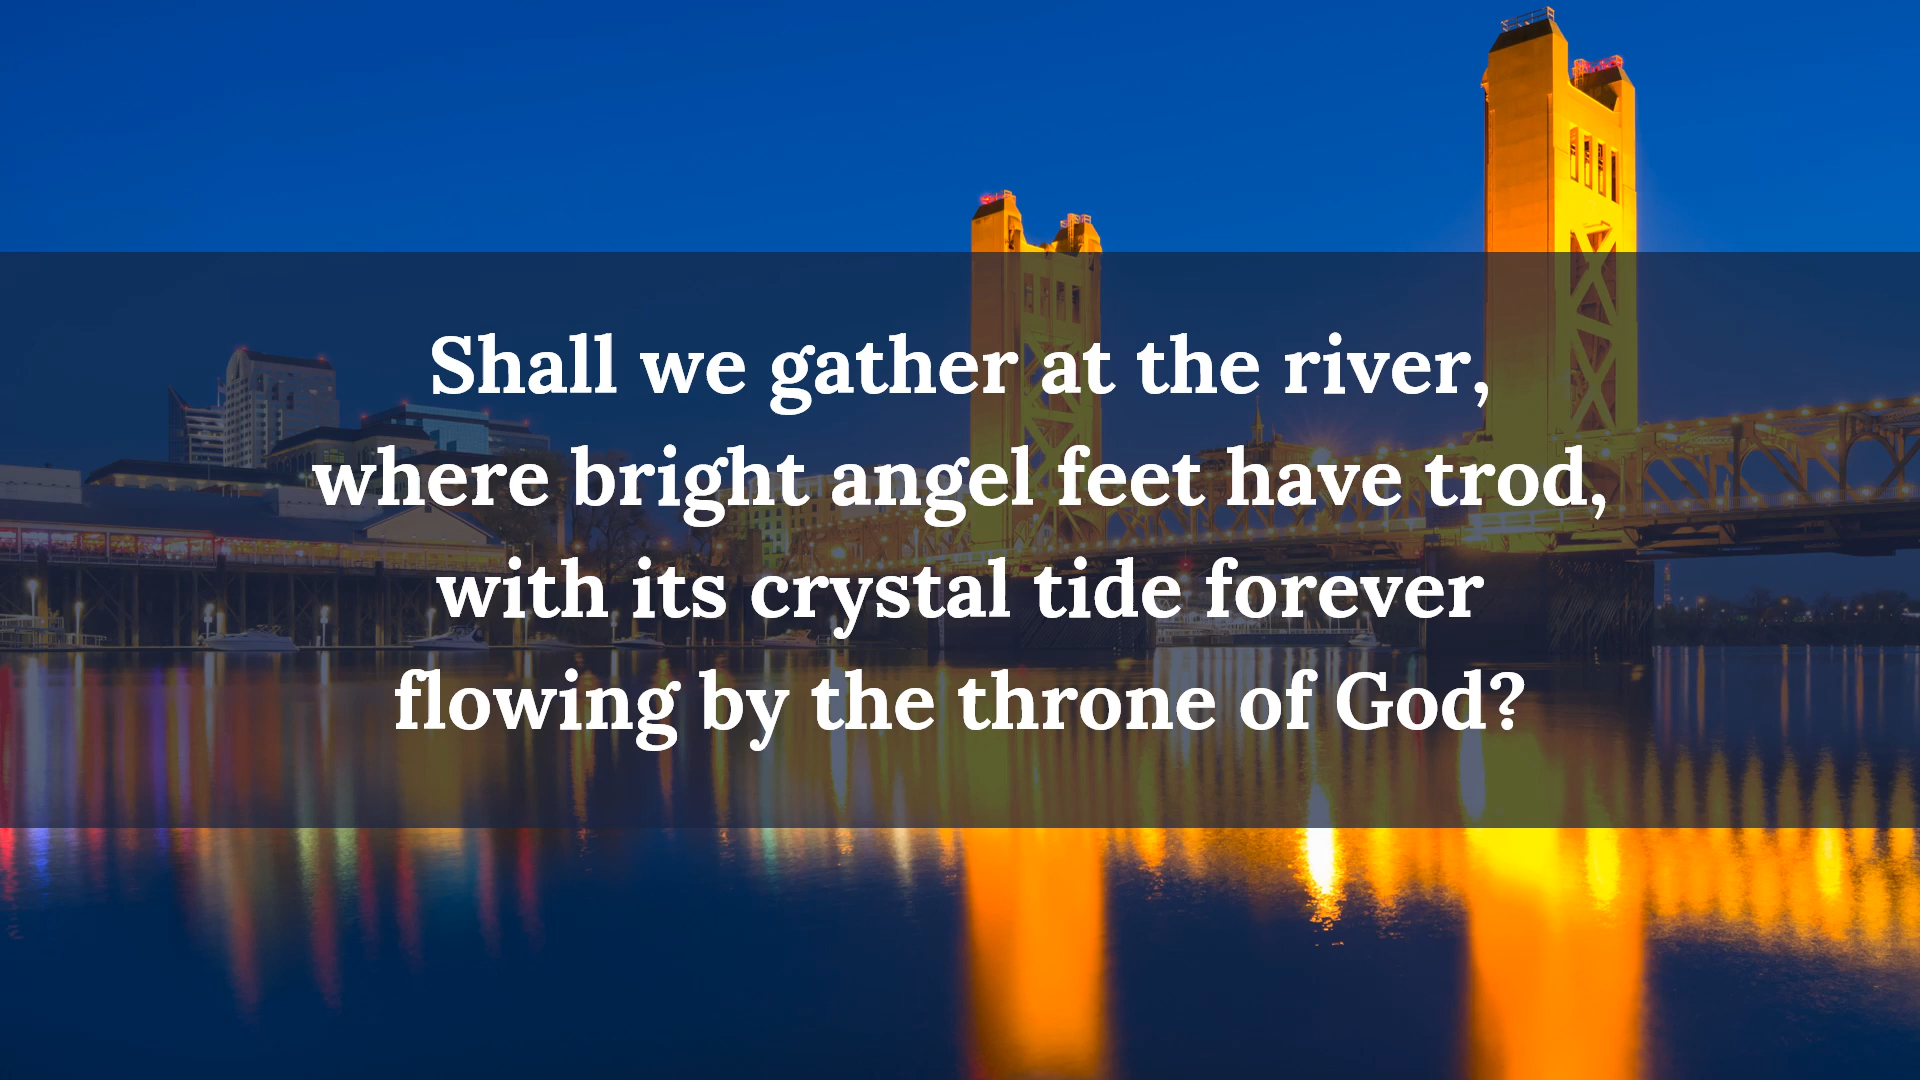 Shall we gather at the river,
where bright angel feet have trod,
with its crystal tide forever
flowing by the throne of God?